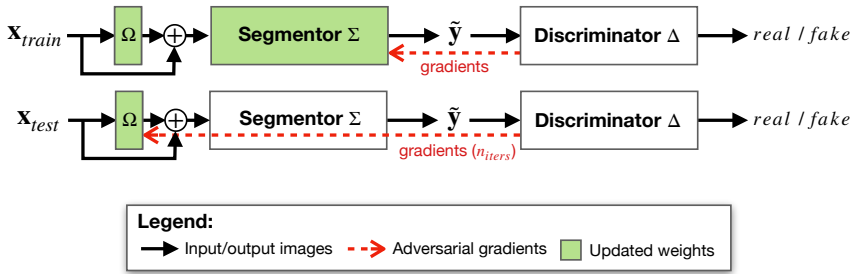 x_train Ω + Segmentor Σ ỹ Discriminator Δ real / fake
gradients
x_test Ω + Segmentor Σ ỹ Discriminator Δ real / fake
gradients (n_iters)
Legend:
Input/output images Adversarial gradients Updated weights